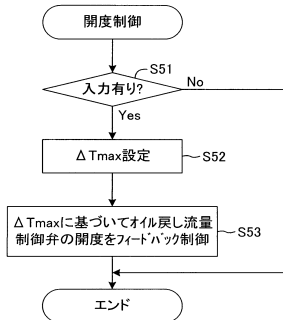 開度制御
S51
入力有り?
No
Yes
ΔTmax設定
S52
ΔTmaxに基づいてオイル戻し流量
制御弁の開度をフィードバック制御
S53
エンド